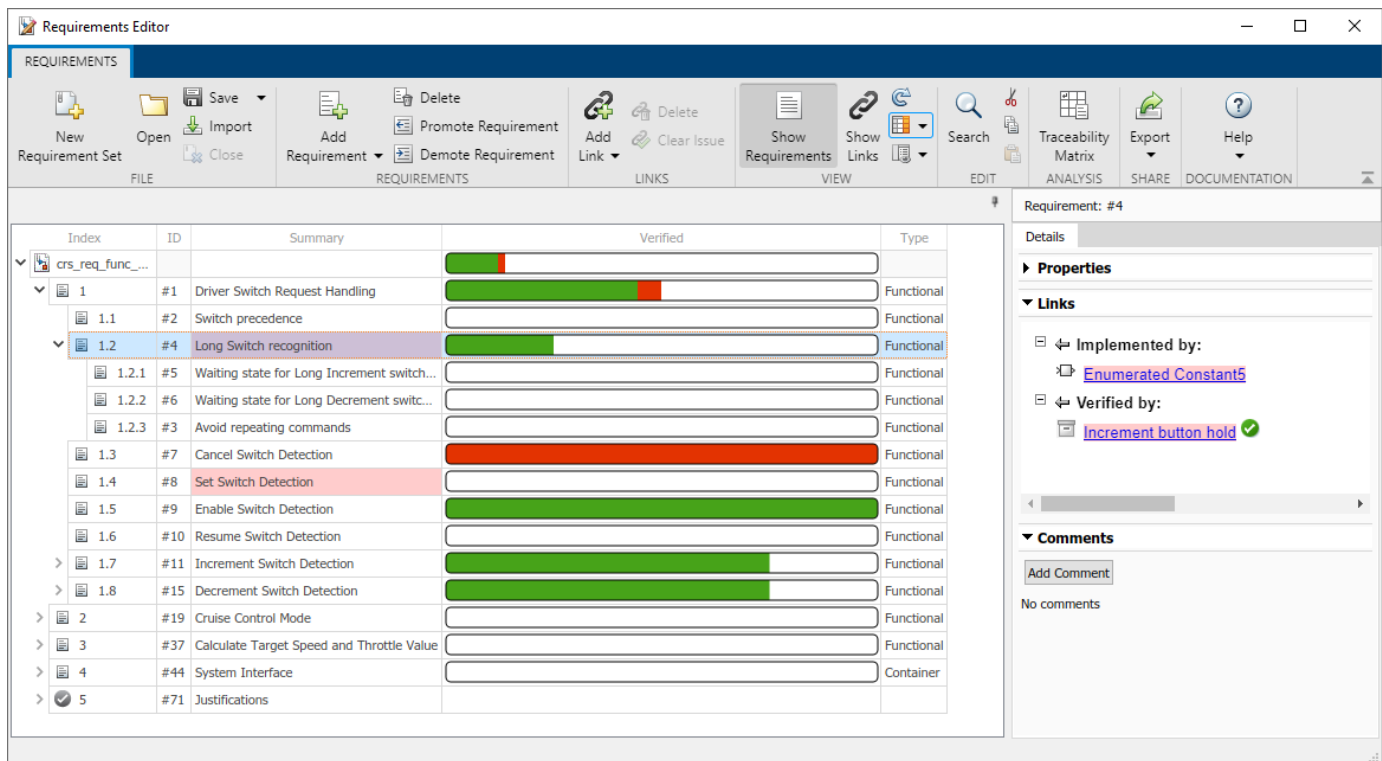 Requirements Editor
REQUIREMENTS
New
Requirement Set
Open
Save
Import
Close
FILE
Add
Requirement
Delete
Promote Requirement
Demote Requirement
REQUIREMENTS
Add
Link
Delete
Clear Issue
LINKS
Show
Requirements
Show
Links
VIEW
Search
EDIT
Traceability
Matrix
ANALYSIS
Export
SHARE
Help
DOCUMENTATION
Index ID Summary Verified Type
crs_req_func_...
1 #1 Driver Switch Request Handling Functional
1.1 #2 Switch precedence Functional
1.2 #4 Long Switch recognition Functional
1.2.1 #5 Waiting state for Long Increment switch... Functional
1.2.2 #6 Waiting state for Long Decrement switc... Functional
1.2.3 #3 Avoid repeating commands Functional
1.3 #7 Cancel Switch Detection Functional
1.4 #8 Set Switch Detection Functional
1.5 #9 Enable Switch Detection Functional
1.6 #10 Resume Switch Detection Functional
1.7 #11 Increment Switch Detection Functional
1.8 #15 Decrement Switch Detection Functional
2 #19 Cruise Control Mode Functional
3 #37 Calculate Target Speed and Throttle Value Functional
4 #44 System Interface Container
5 #71 Justifications
Requirement: #4
Details
Properties
Links
Implemented by:
Enumerated Constant5
Verified by:
Increment button hold
Comments
Add Comment
No comments